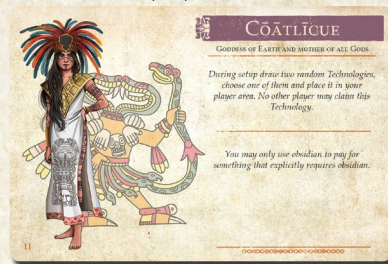 Cōātlīcue
Goddess of Earth and mother of all Gods
During setup draw two random Technologies,
choose one of them and place it in your
player area. No other player may claim this
Technology.
You may only use obsidian to pay for
something that explicitly requires obsidian.
11